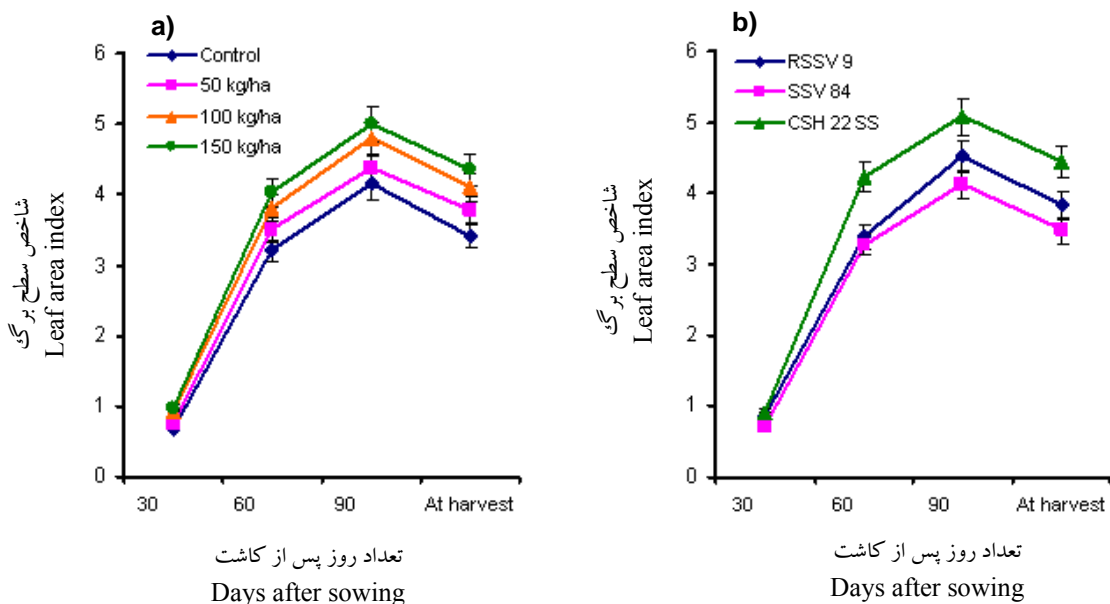 a)
Control
50 kg/ha
100 kg/ha
150 kg/ha
6
5
4
3
2
1
0
شاخص سطح برگ
Leaf area index
30 60 90 At harvest
تعداد روز پس از کاشت
Days after sowing
b)
RSSV 9
SSV 84
CSH 22 SS
6
5
4
3
2
1
0
شاخص سطح برگ
Leaf area index
30 60 90 At harvest
تعداد روز پس از کاشت
Days after sowing